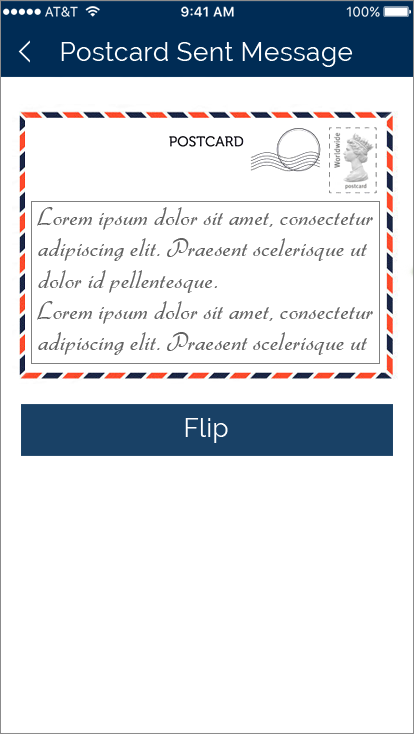 AT&T 9:41 AM 100%
Postcard Sent Message
POSTCARD
Worldwide
postcard
Lorem ipsum dolor sit amet, consectetur
adipiscing elit. Praesent scelerisque ut
dolor id pellentesque.
Lorem ipsum dolor sit amet, consectetur
adipiscing elit. Praesent scelerisque ut
Flip